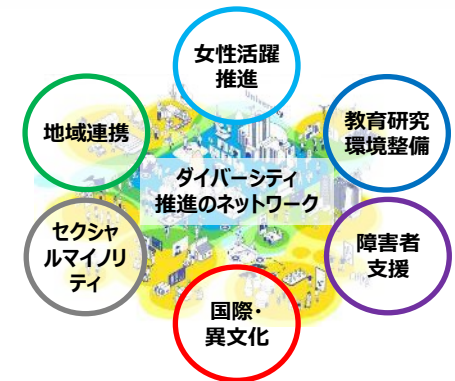 女性活躍
推進
地域連携
教育研究
環境整備
ダイバーシティ
推進のネットワーク
セクシャ
ルマイノリ
ティ
障害者
支援
国際・
異文化